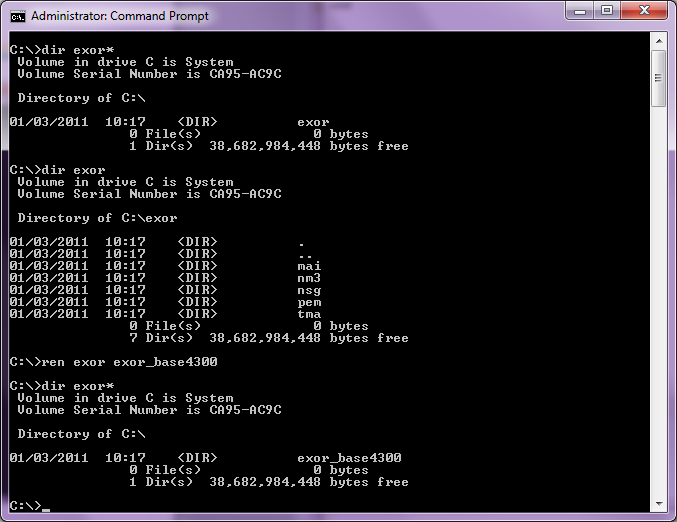 Administrator: Command Prompt
C:\>dir exor*
 Volume in drive C is System
 Volume Serial Number is CA95-AC9C
 Directory of C:\
01/03/2011  10:17    <DIR>          exor
               0 File(s)              0 bytes
               1 Dir(s)  38,682,984,448 bytes free
C:\>dir exor
 Volume in drive C is System
 Volume Serial Number is CA95-AC9C
 Directory of C:\exor
01/03/2011  10:17    <DIR>          .
01/03/2011  10:17    <DIR>          ..
01/03/2011  10:17    <DIR>          mai
01/03/2011  10:17    <DIR>          nm3
01/03/2011  10:17    <DIR>          nsg
01/03/2011  10:17    <DIR>          pem
01/03/2011  10:17    <DIR>          tma
               0 File(s)              0 bytes
               7 Dir(s)  38,682,984,448 bytes free
C:\>ren exor exor_base4300
C:\>dir exor*
 Volume in drive C is System
 Volume Serial Number is CA95-AC9C
 Directory of C:\
01/03/2011  10:17    <DIR>          exor_base4300
               0 File(s)              0 bytes
               1 Dir(s)  38,682,984,448 bytes free
C:\>_